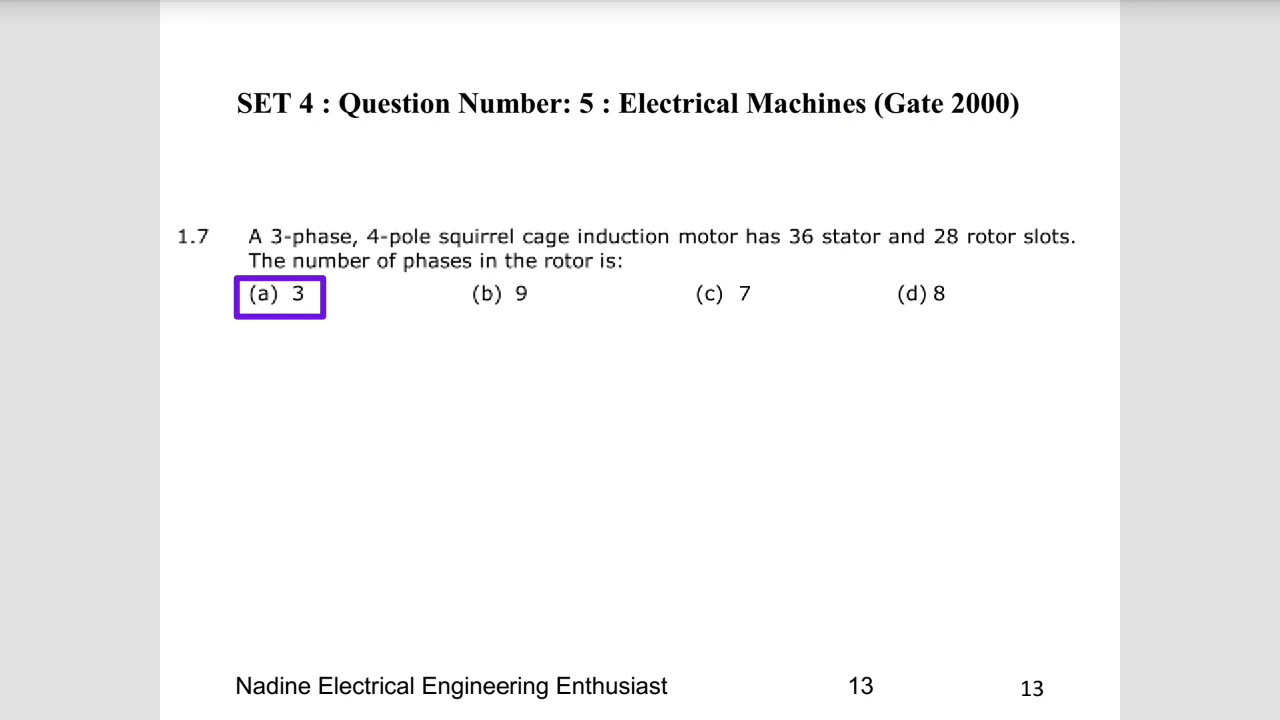 SET 4 : Question Number: 5 : Electrical Machines (Gate 2000)
1.7 A 3-phase, 4-pole squirrel cage induction motor has 36 stator and 28 rotor slots.
The number of phases in the rotor is:
(a) 3 (b) 9 (c) 7 (d) 8
Nadine Electrical Engineering Enthusiast 13 13